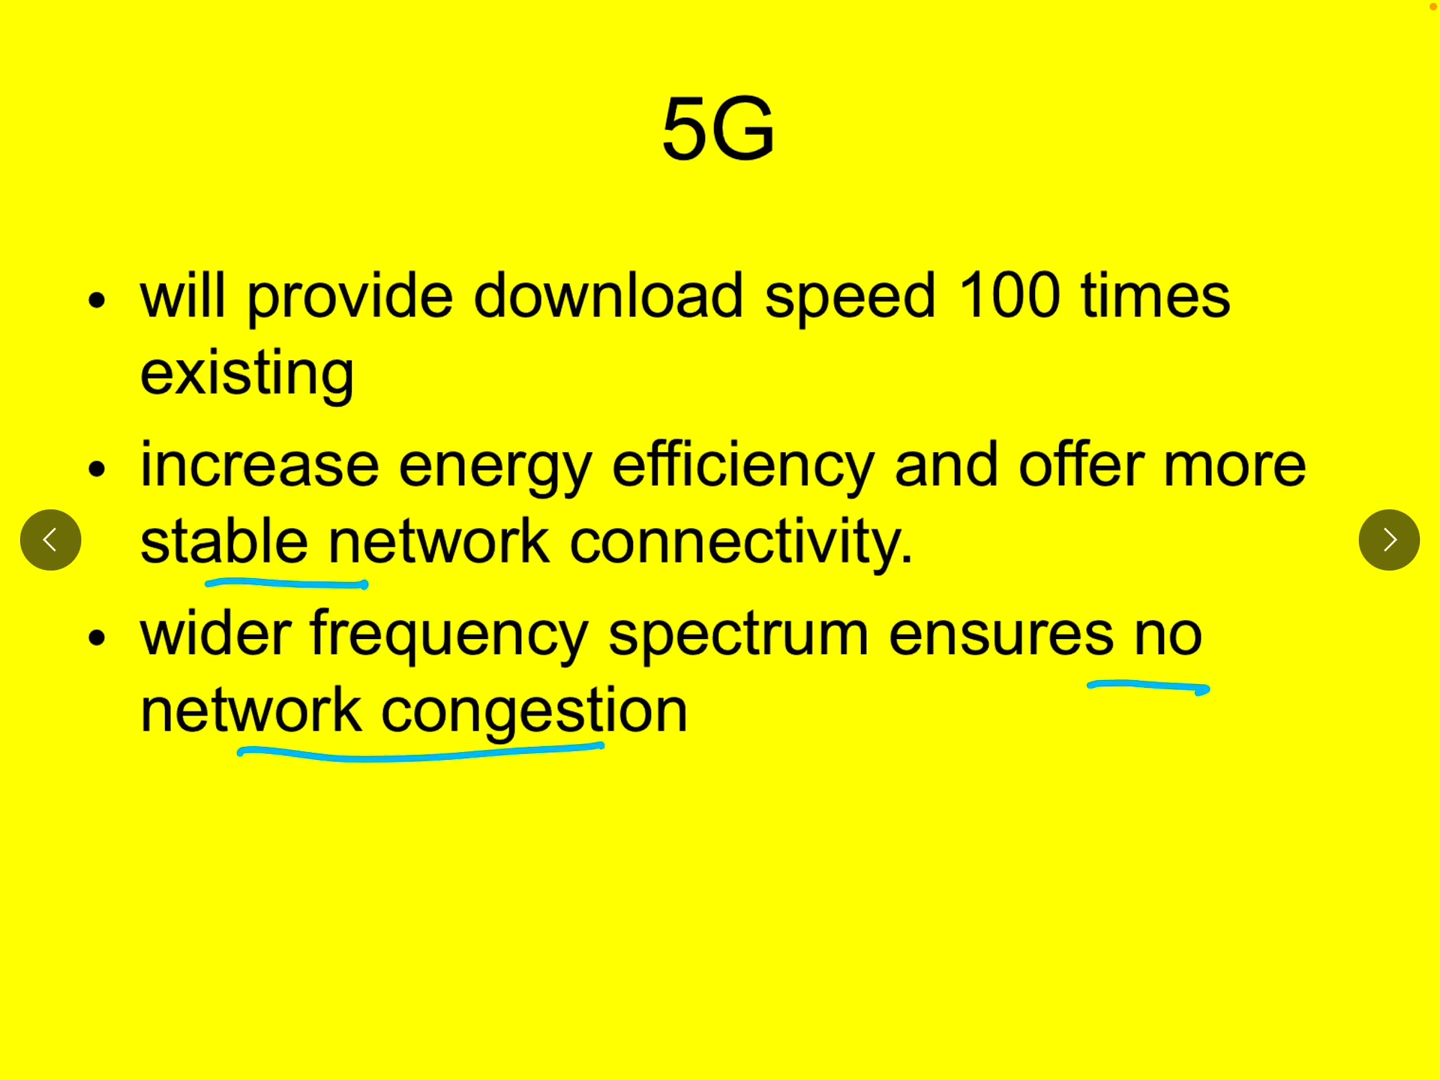 5G
• will provide download speed 100 times
existing
• increase energy efficiency and offer more
stable network connectivity.
• wider frequency spectrum ensures no
network congestion